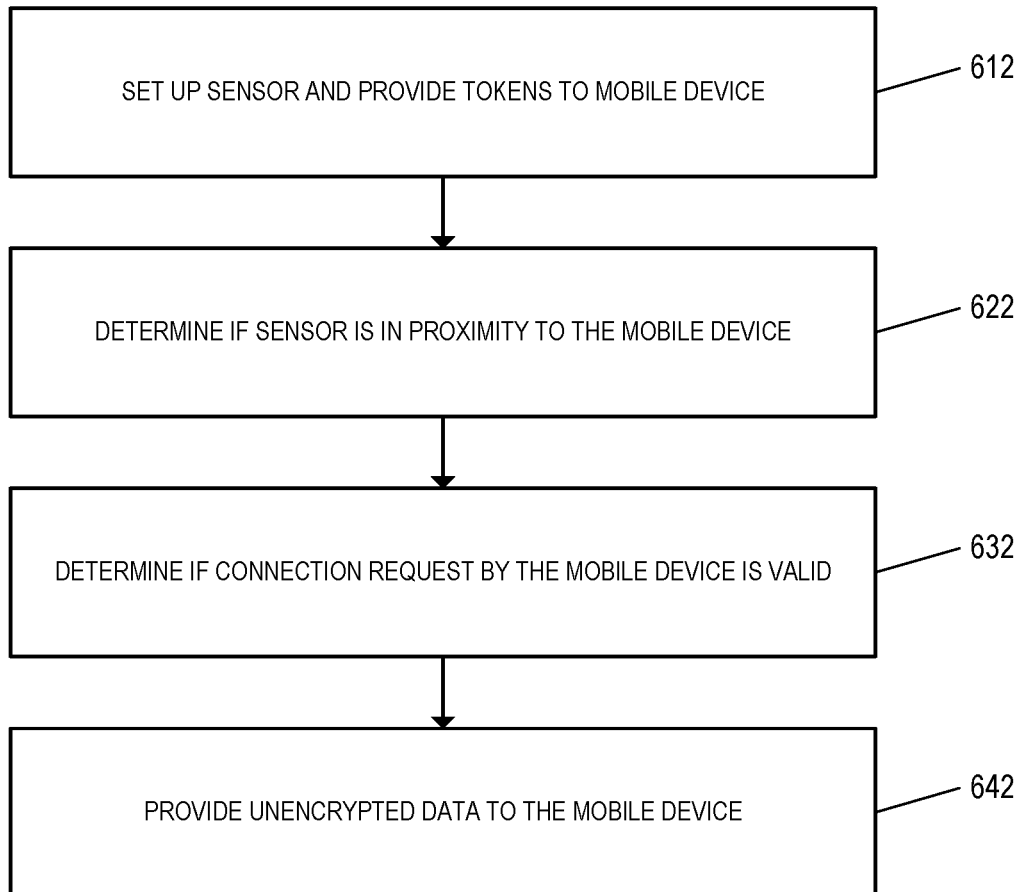 SET UP SENSOR AND PROVIDE TOKENS TO MOBILE DEVICE
612
DETERMINE IF SENSOR IS IN PROXIMITY TO THE MOBILE DEVICE
622
DETERMINE IF CONNECTION REQUEST BY THE MOBILE DEVICE IS VALID
632
PROVIDE UNENCRYPTED DATA TO THE MOBILE DEVICE
642